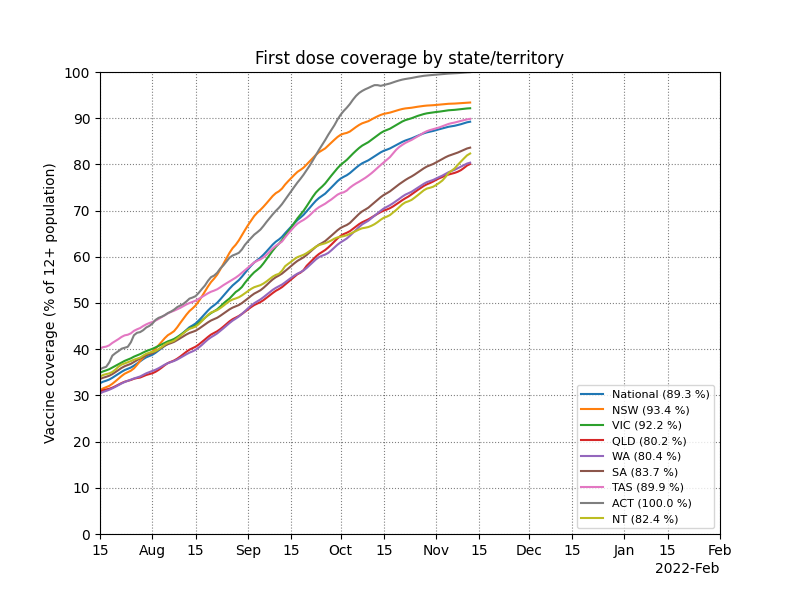 First dose coverage by state/territory
Vaccine coverage (% of 12+ population)
100
90
80
70
60
50
40
30
20
10
0
National (89.3 %)
NSW (93.4 %)
VIC (92.2 %)
QLD (80.2 %)
WA (80.4 %)
SA (83.7 %)
TAS (89.9 %)
ACT (100.0 %)
NT (82.4 %)
15 Aug 15 Sep 15 Oct 15 Nov 15 Dec 15 Jan 15 Feb
2022-Feb